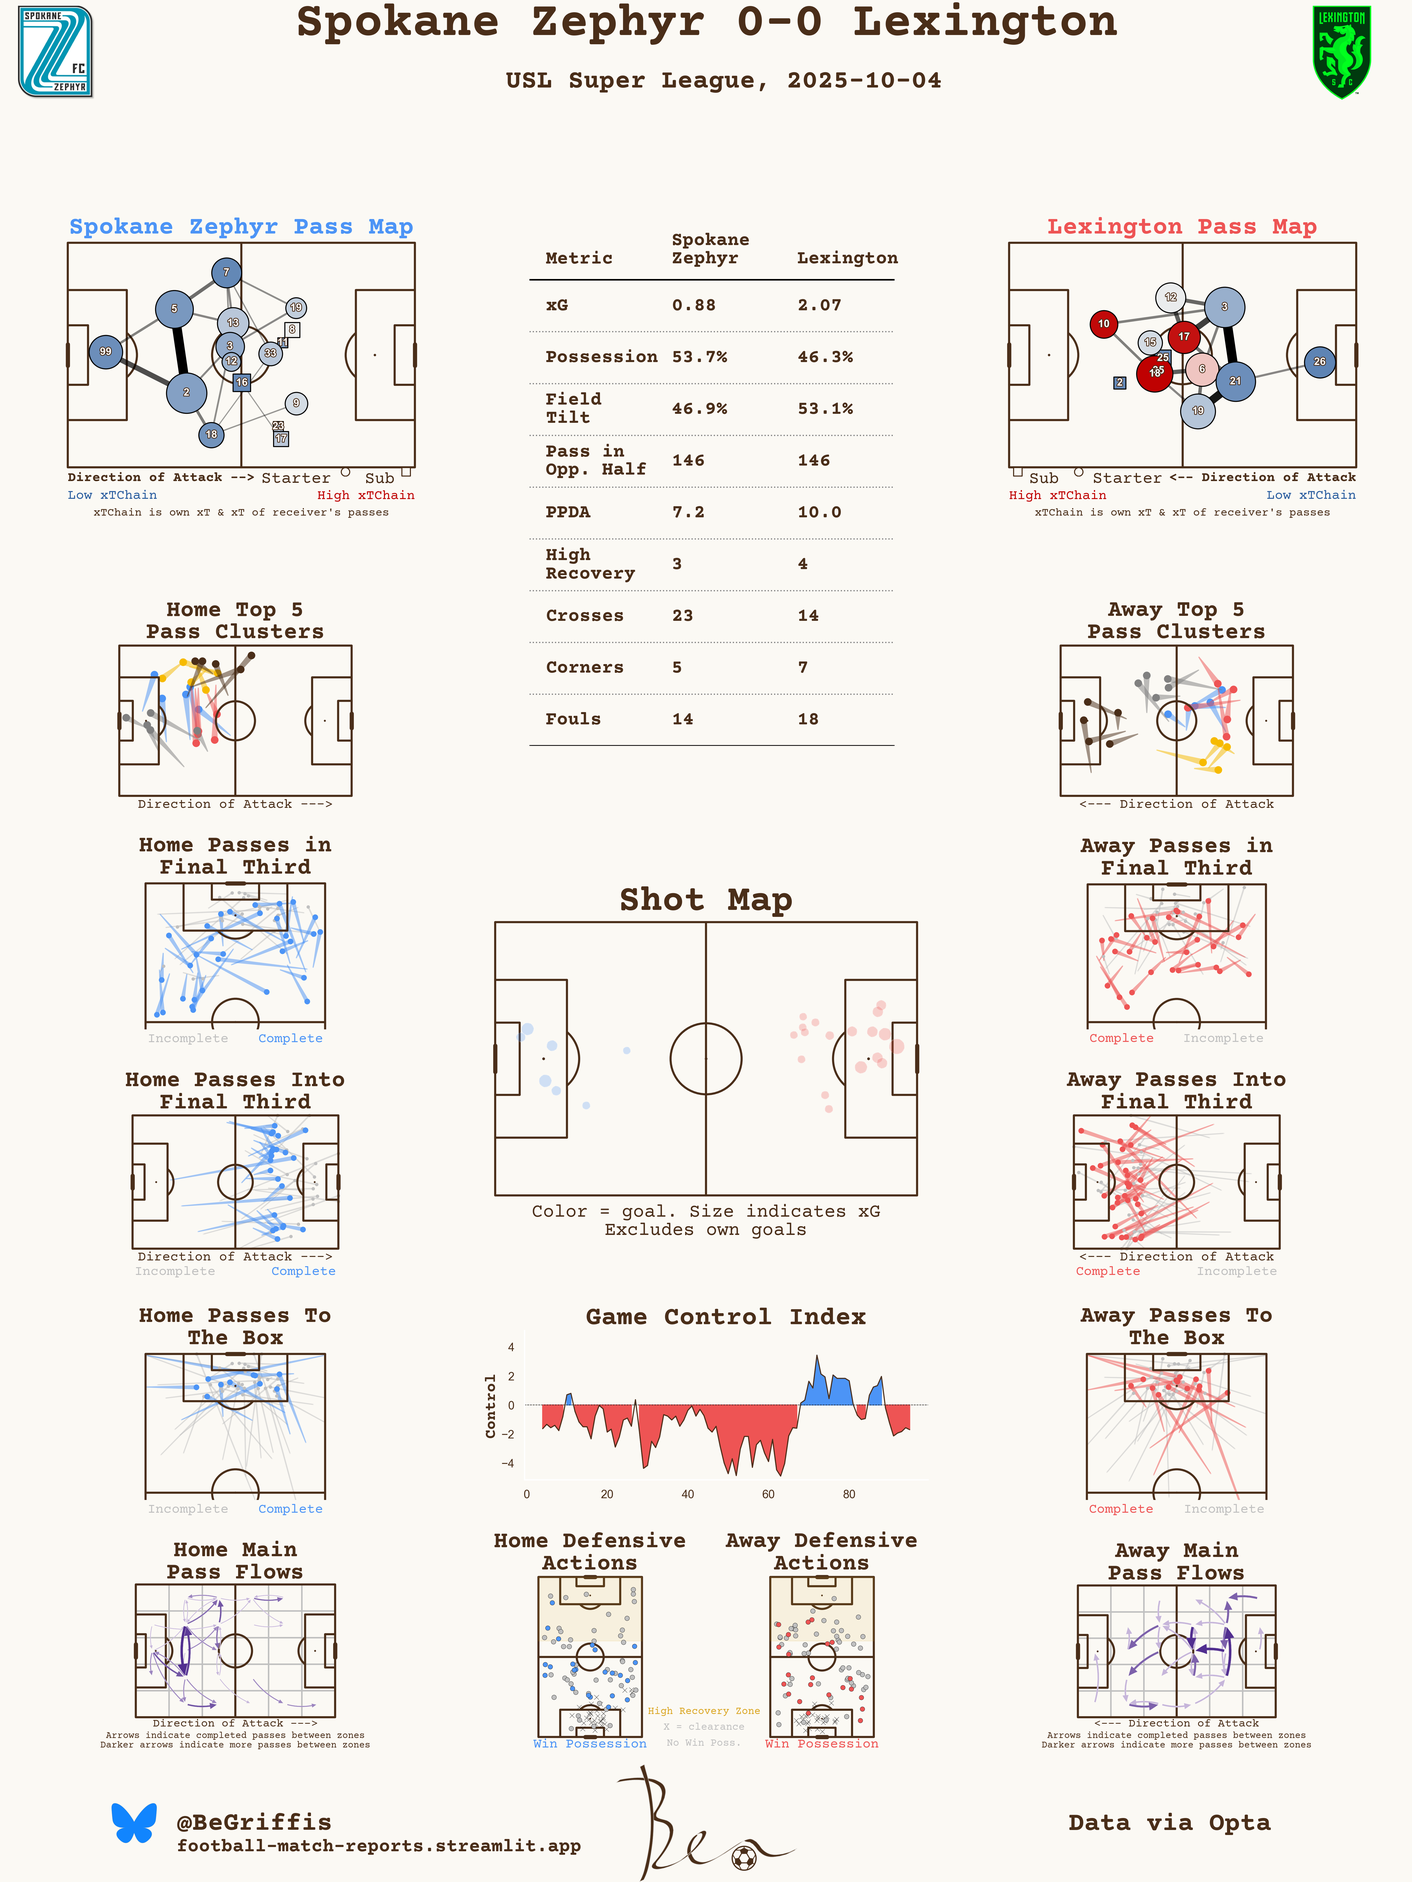 SPOKANE
FC
ZEPHYR
Spokane Zephyr 0-0 Lexington
USL Super League, 2025-10-04
LEXINGTON
SC
Spokane Zephyr Pass Map
7
5
19
13
8
11
99
3
33
12
16
2
9
18
23
17
Direction of Attack --> Starter Sub
Low xTChain High xTChain
xTChain is own xT & xT of receiver's passes
Metric Spokane Zephyr Lexington
xG 0.88 2.07
Possession 53.7% 46.3%
Field Tilt 46.9% 53.1%
Pass in Opp. Half 146 146
PPDA 7.2 10.0
High Recovery 3 4
Crosses 23 14
Corners 5 7
Fouls 14 18
Lexington Pass Map
12
3
10
17
15
25
26
6
18
2
21
19
Sub Starter <-- Direction of Attack
High xTChain Low xTChain
xTChain is own xT & xT of receiver's passes
Home Top 5
Pass Clusters
Direction of Attack --->
Away Top 5
Pass Clusters
<--- Direction of Attack
Home Passes in
Final Third
Incomplete Complete
Away Passes in
Final Third
Complete Incomplete
Shot Map
Color = goal. Size indicates xG
Excludes own goals
Home Passes Into
Final Third
Direction of Attack --->
Incomplete Complete
Away Passes Into
Final Third
<--- Direction of Attack
Complete Incomplete
Home Passes To
The Box
Incomplete Complete
Game Control Index
Control
4
2
0
−2
−4
0 20 40 60 80
Away Passes To
The Box
Complete Incomplete
Home Main
Pass Flows
Direction of Attack --->
Arrows indicate completed passes between zones
Darker arrows indicate more passes between zones
Home Defensive
Actions
Win Possession
High Recovery Zone
X = clearance
No Win Poss.
Away Defensive
Actions
Win Possession
Away Main
Pass Flows
<--- Direction of Attack
Arrows indicate completed passes between zones
Darker arrows indicate more passes between zones
@BeGriffis
football-match-reports.streamlit.app
Ben
Data via Opta